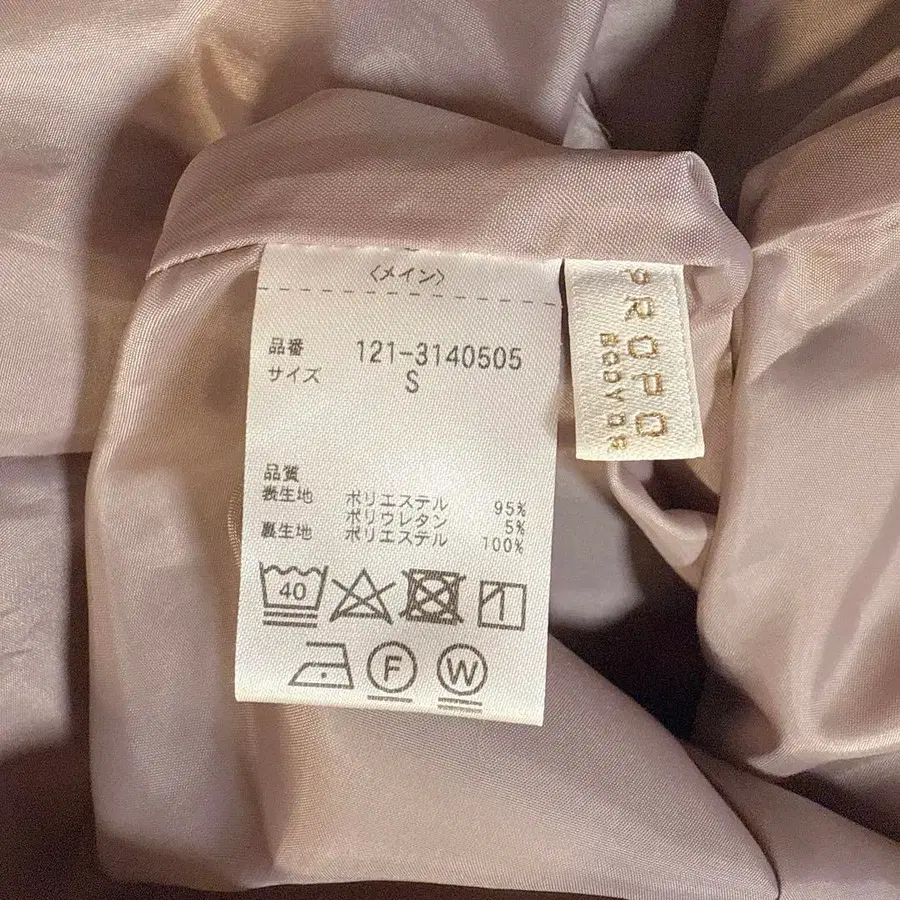 〈メイン〉
品番 121-3140505
サイズ S
品質
表生地 ポリエステル 95%
ポリウレタン 5%
裏生地 ポリエステル 100%
40
F
W
PROPO
BODY DR